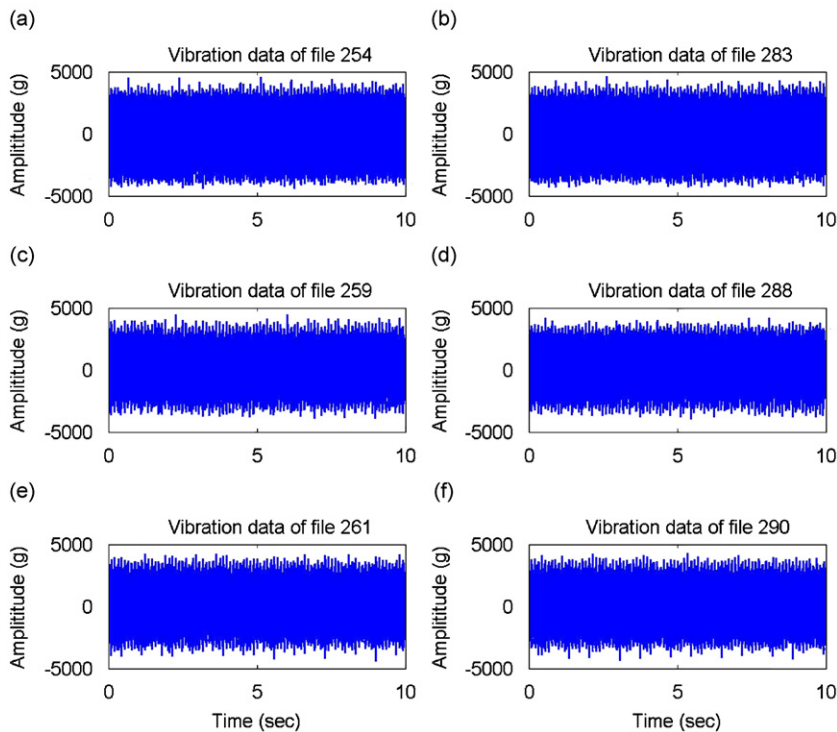 (a)
Vibration data of file 254
5000
0
-5000
Amplititude (g)
0 5 10
(b)
Vibration data of file 283
5000
0
-5000
Amplititude (g)
0 5 10
(c)
Vibration data of file 259
5000
0
-5000
Amplititude (g)
0 5 10
(d)
Vibration data of file 288
5000
0
-5000
Amplititude (g)
0 5 10
(e)
Vibration data of file 261
5000
0
-5000
Amplititude (g)
0 5 10
Time (sec)
(f)
Vibration data of file 290
5000
0
-5000
Amplititude (g)
0 5 10
Time (sec)